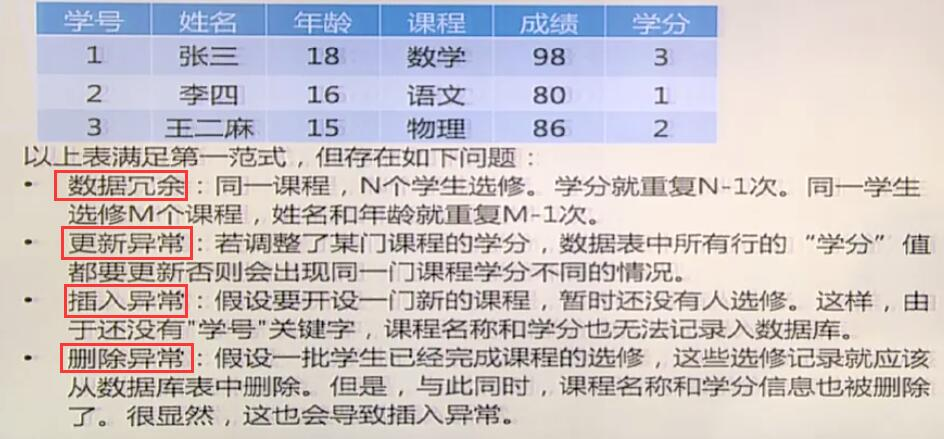 学号 姓名 年龄 课程 成绩 学分
1 张三 18 数学 98 3
2 李四 16 语文 80 1
3 王二麻 15 物理 86 2
以上表满足第一范式，但存在如下问题：
• 数据冗余：同一课程，N个学生选修。学分就重复N-1次。同一学生
选修M个课程，姓名和年龄就重复M-1次。
• 更新异常：若调整了某门课程的学分，数据表中所有行的“学分”值
都要更新否则会出现同一门课程学分不同的情况。
• 插入异常：假设要开设一门新的课程，暂时还没有人选修。这样，由
于还没有"学号"关键字，课程名称和学分也无法记录入数据库。
• 删除异常：假设一批学生已经完成课程的选修，这些选修记录就应该
从数据库表中删除。但是，与此同时，课程名称和学分信息也被删除
了。很显然，这也会导致插入异常。